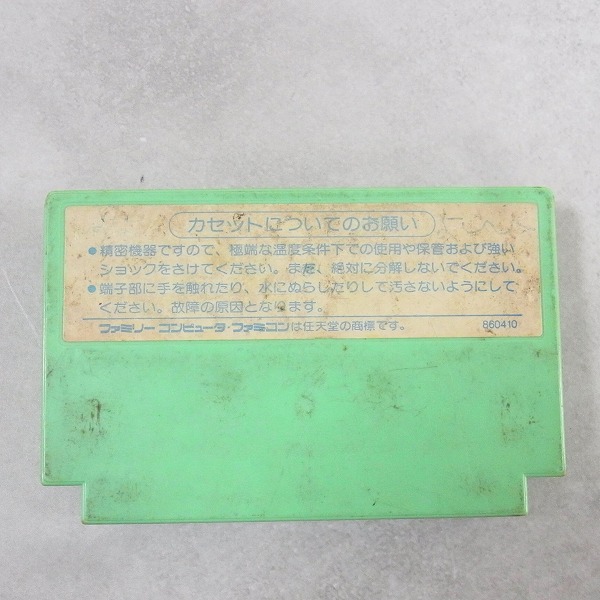 カセットについてのお願い
●精密機器ですので、極端な温度条件下での使用や保管および強い
ショックをさけてください。また、絶対に分解しないでください。
●端子部に手を触れたり、水にぬらしたりして汚さないようにして
ください。故障の原因となります。
ファミリーコンピュータ・ファミコンは任天堂の商標です。 860410